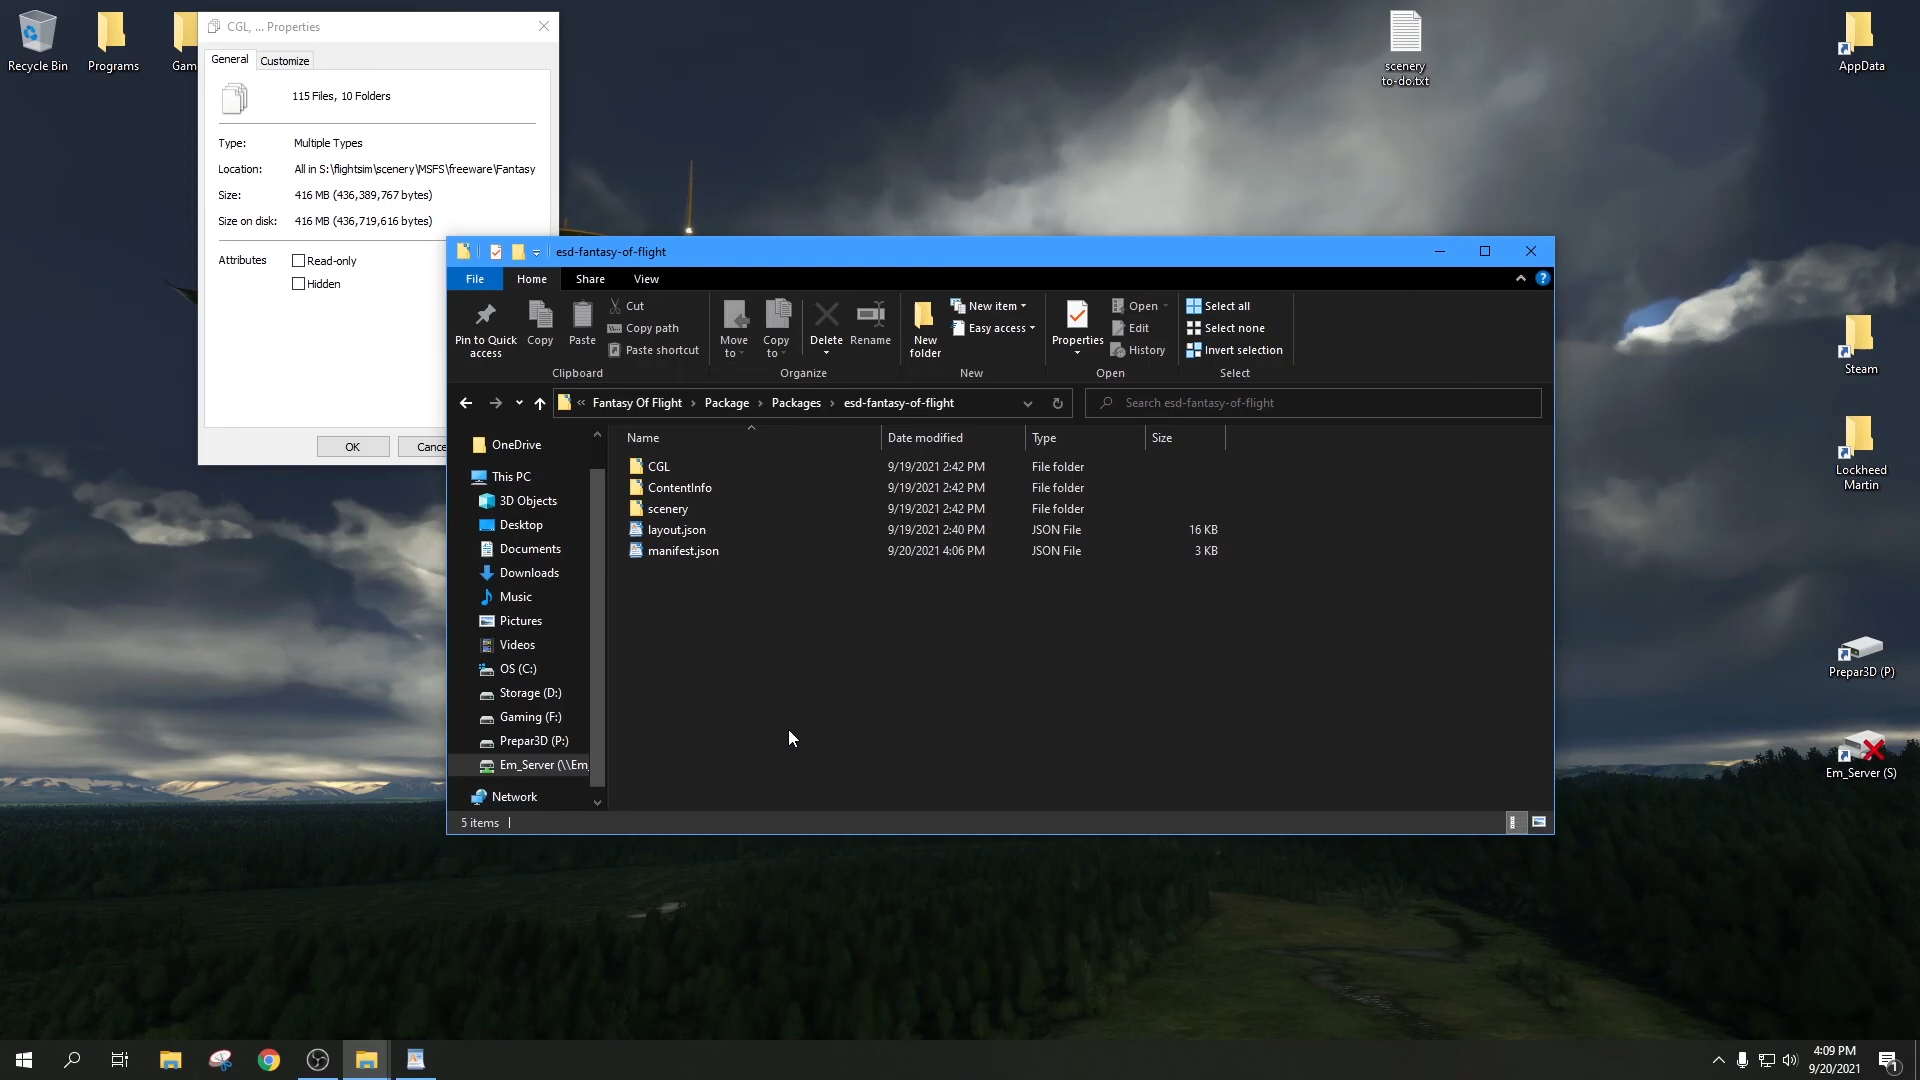 Recycle Bin
Programs
Gam
CGL, ... Properties
General
Customize
115 Files, 10 Folders
Type:
Multiple Types
Location:
All in S:\flightsim\scenery\MSFS\freeware\Fantasy
Size:
416 MB (436,389,767 bytes)
Size on disk:
416 MB (436,719,616 bytes)
Attributes
Read-only
Hidden
OK
Cance
scenery
to-do.txt
AppData
Steam
Lockheed
Martin
Prepar3D (P)
Em_Server (S)
esd-fantasy-of-flight
File
Home
Share
View
Pin to Quick
access
Copy
Paste
Cut
Copy path
Paste shortcut
Clipboard
Move
to
Copy
to
Delete
Rename
Organize
New
folder
New item
Easy access
New
Properties
Open
Edit
History
Open
Select all
Select none
Invert selection
Select
« Fantasy Of Flight > Package > Packages > esd-fantasy-of-flight
Search esd-fantasy-of-flight
OneDrive
This PC
3D Objects
Desktop
Documents
Downloads
Music
Pictures
Videos
OS (C:)
Storage (D:)
Gaming (F:)
Prepar3D (P:)
Em_Server (\\Em_
Network
Name Date modified Type Size
CGL 9/19/2021 2:42 PM File folder
ContentInfo 9/19/2021 2:42 PM File folder
scenery 9/19/2021 2:42 PM File folder
layout.json 9/19/2021 2:40 PM JSON File 16 KB
manifest.json 9/20/2021 4:06 PM JSON File 3 KB
5 items
4:09 PM
9/20/2021
1